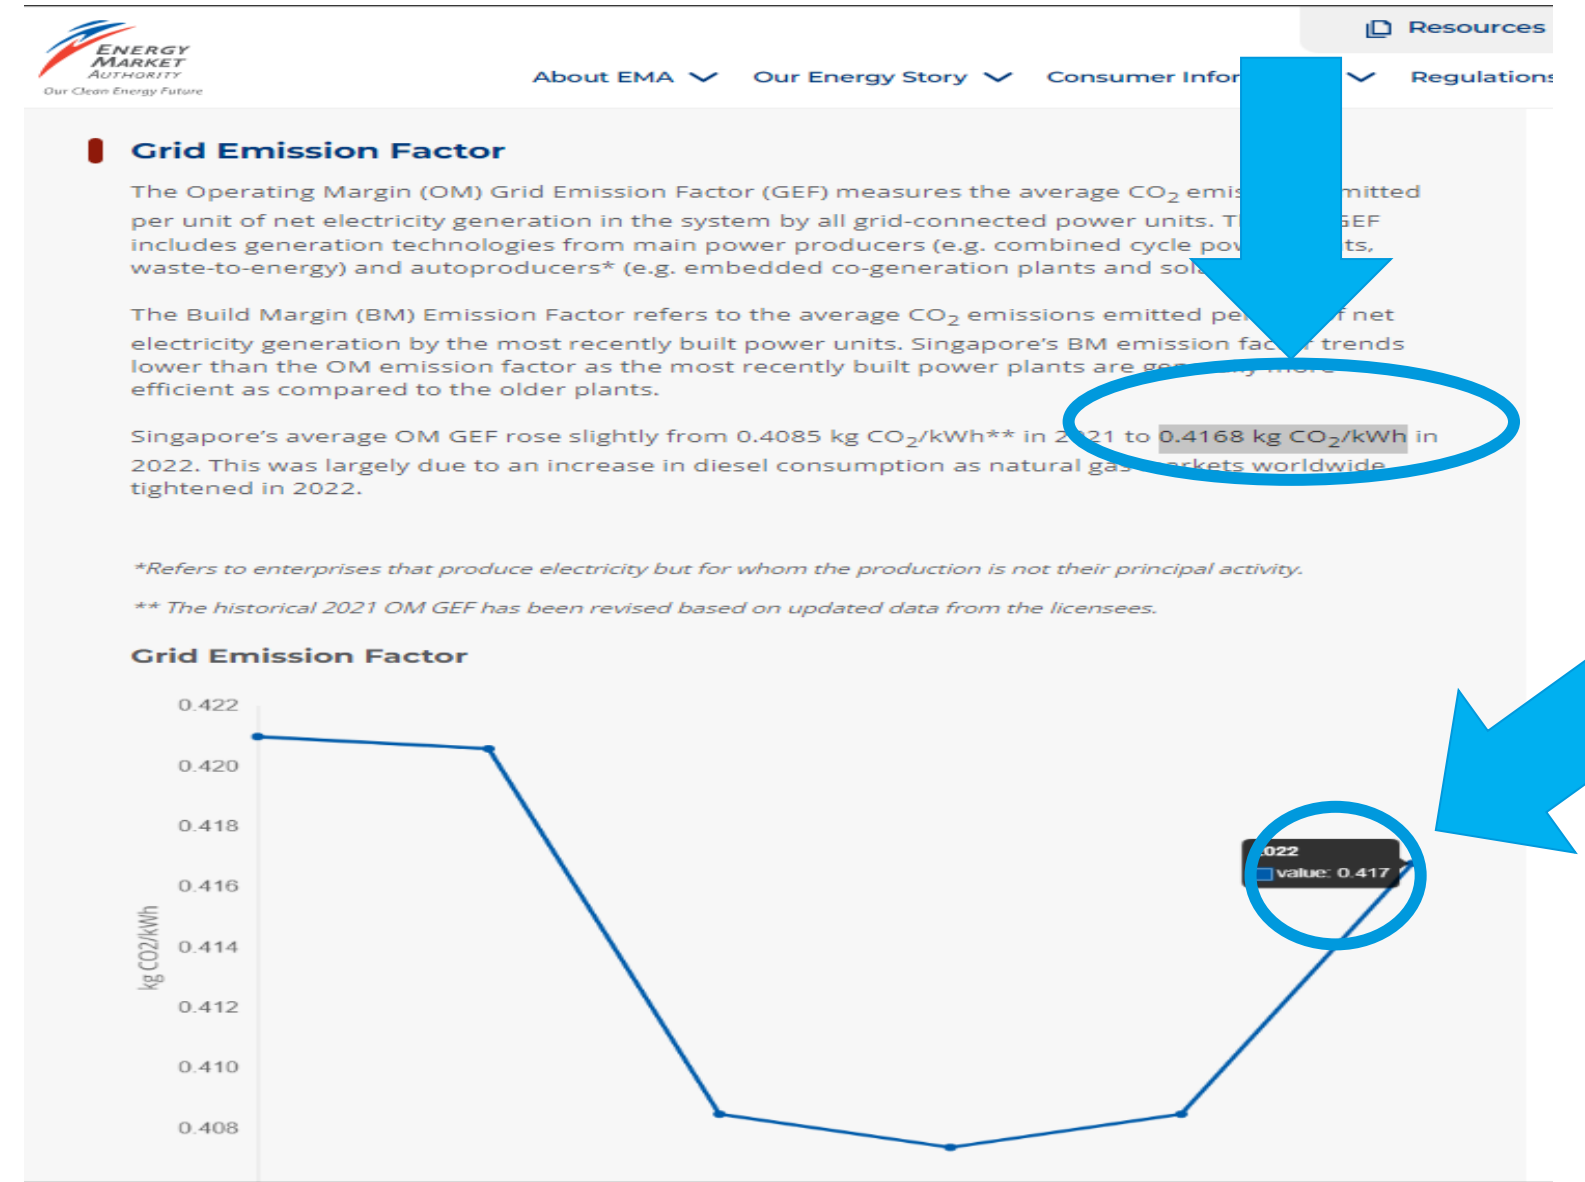 Resources
ENERGY
MARKET
AUTHORITY
Our Clean Energy Future
About EMA Our Energy Story Consumer Infor Regulations
Grid Emission Factor
The Operating Margin (OM) Grid Emission Factor (GEF) measures the average CO₂ emis mitted
per unit of net electricity generation in the system by all grid-connected power units. T GEF
includes generation technologies from main power producers (e.g. combined cycle pow ts,
waste-to-energy) and autoproducers* (e.g. embedded co-generation plants and sola
The Build Margin (BM) Emission Factor refers to the average CO₂ emissions emitted pe f net
electricity generation by the most recently built power units. Singapore's BM emission factor trends
lower than the OM emission factor as the most recently built power plants are generally more
efficient as compared to the older plants.
Singapore's average OM GEF rose slightly from 0.4085 kg CO₂/kWh** in 2021 to 0.4168 kg CO₂/kWh in
2022. This was largely due to an increase in diesel consumption as natural gas markets worldwide
tightened in 2022.
*Refers to enterprises that produce electricity but for whom the production is not their principal activity.
** The historical 2021 OM GEF has been revised based on updated data from the licensees.
Grid Emission Factor
0.422
0.420
0.418
0.416
0.414
0.412
0.410
0.408
kg CO2/kWh
2022
value: 0.417